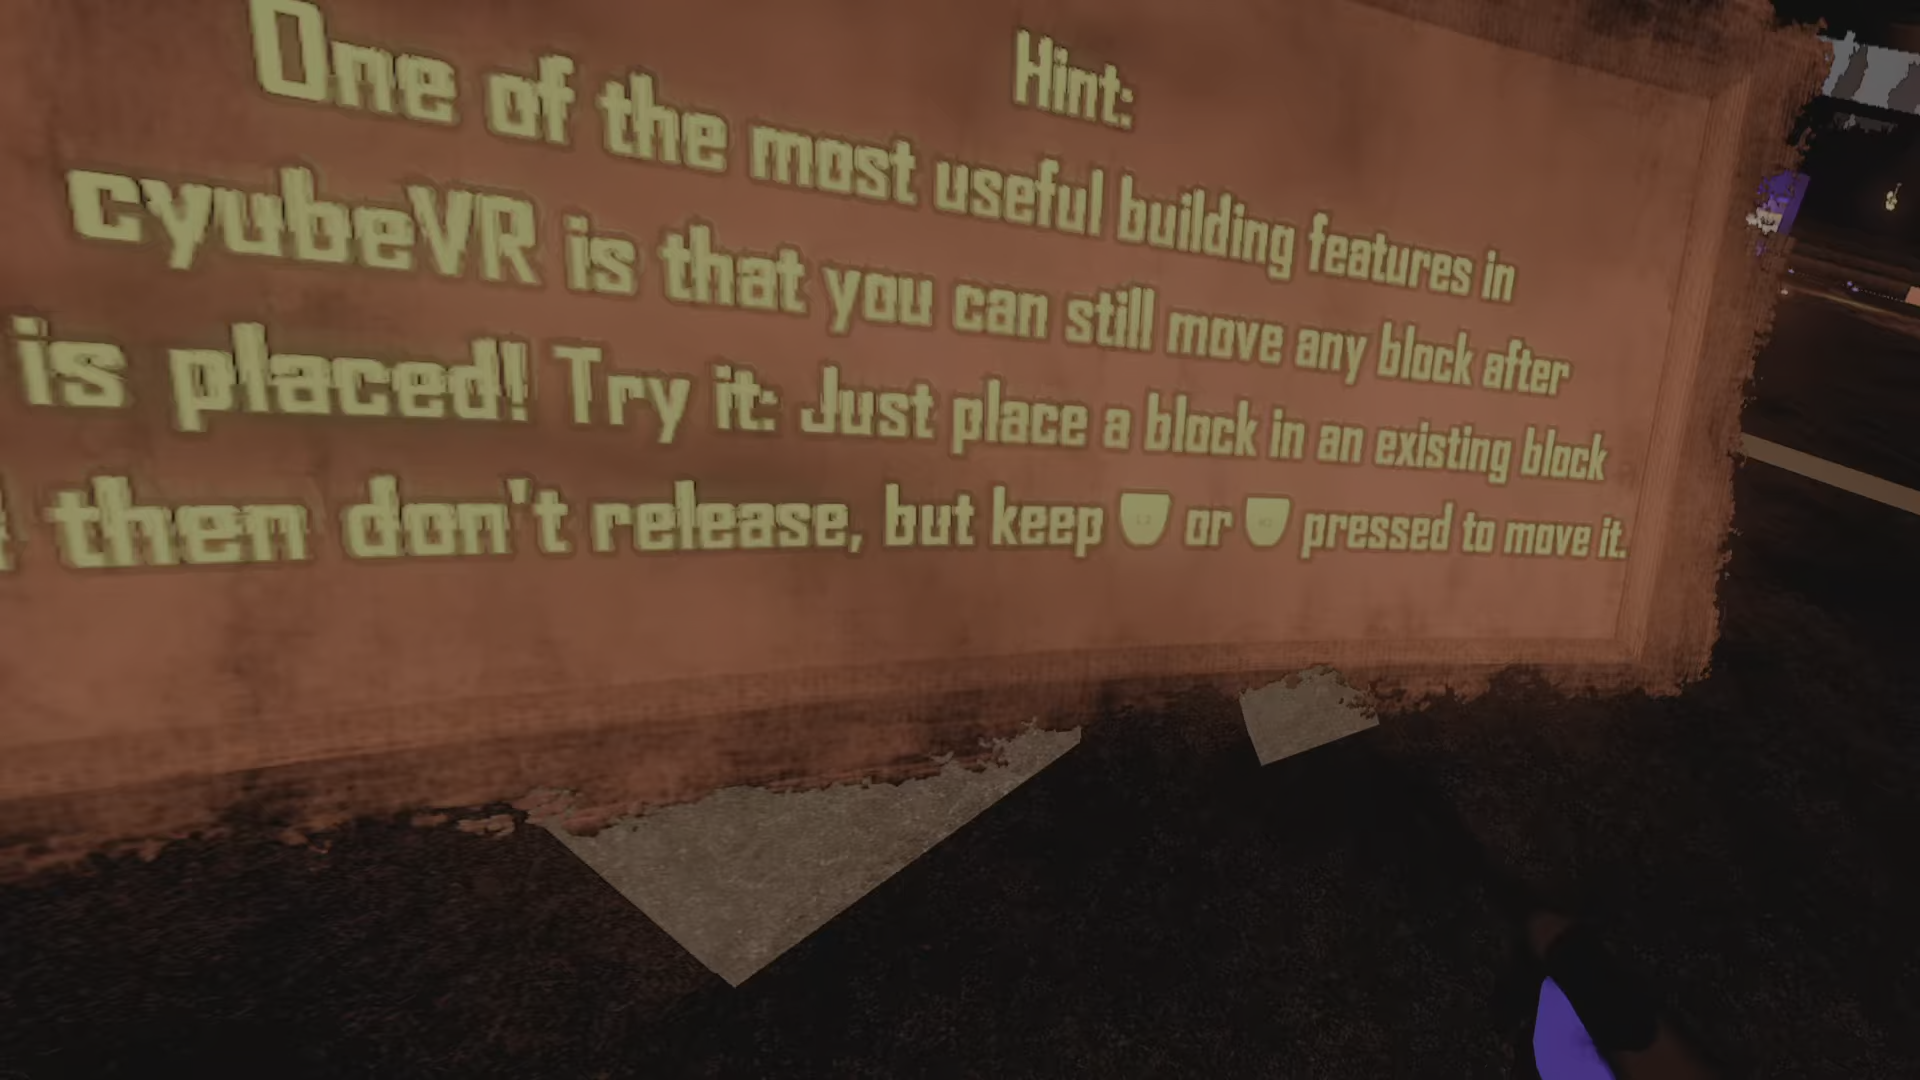 Hint:
One of the most useful building features in
cyubeVR is that you can still move any block after
is placed! Try it: Just place a block in an existing block
then don't release, but keep or pressed to move it.